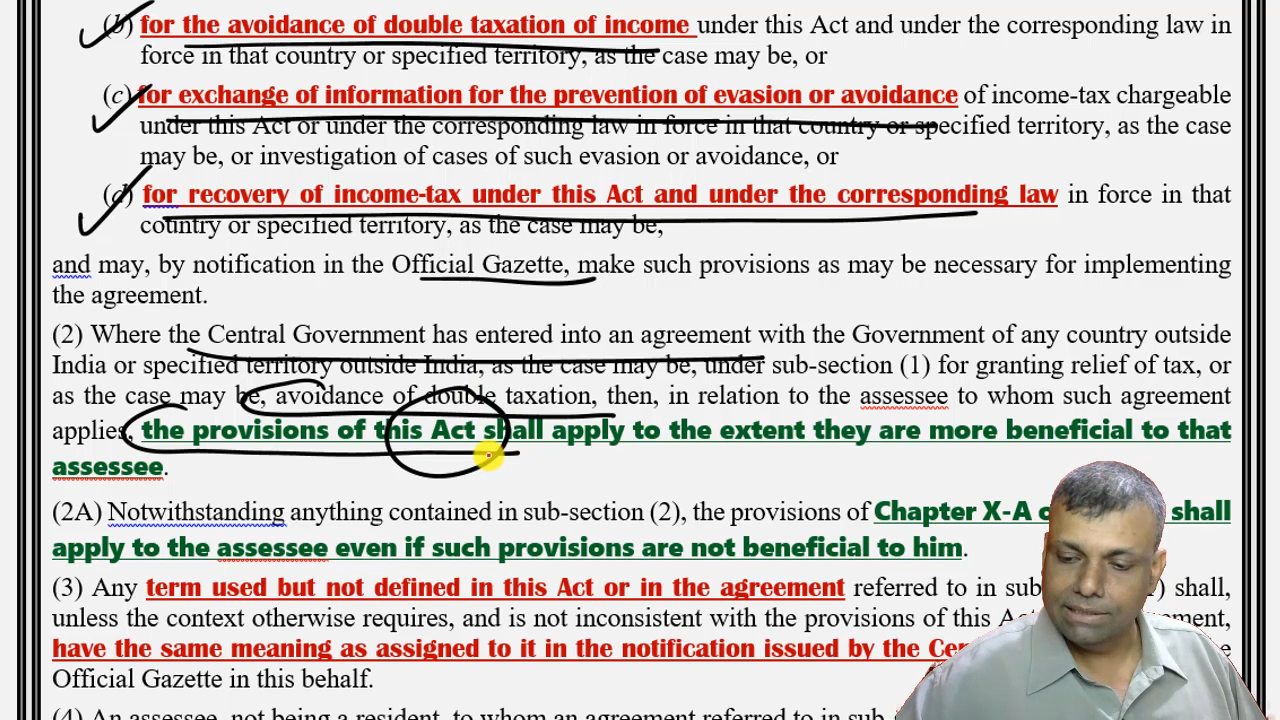 (b) for the avoidance of double taxation of income under this Act and under the corresponding law in
force in that country or specified territory, as the case may be, or
(c) for exchange of information for the prevention of evasion or avoidance of income-tax chargeable
under this Act or under the corresponding law in force in that country or specified territory, as the case
may be, or investigation of cases of such evasion or avoidance, or
(d) for recovery of income-tax under this Act and under the corresponding law in force in that
country or specified territory, as the case may be,
and may, by notification in the Official Gazette, make such provisions as may be necessary for implementing
the agreement.
(2) Where the Central Government has entered into an agreement with the Government of any country outside
India or specified territory outside India, as the case may be, under sub-section (1) for granting relief of tax, or
as the case may be, avoidance of double taxation, then, in relation to the assessee to whom such agreement
applies, the provisions of this Act shall apply to the extent they are more beneficial to that
assessee.
(2A) Notwithstanding anything contained in sub-section (2), the provisions of Chapter X-A shall
apply to the assessee even if such provisions are not beneficial to him.
(3) Any term used but not defined in this Act or in the agreement referred to in sub ) shall,
unless the context otherwise requires, and is not inconsistent with the provisions of this
have the same meaning as assigned to it in the notification issued by the
Official Gazette in this behalf.
(4) An assessee, not being a resident, to whom an agreement referred to in sub